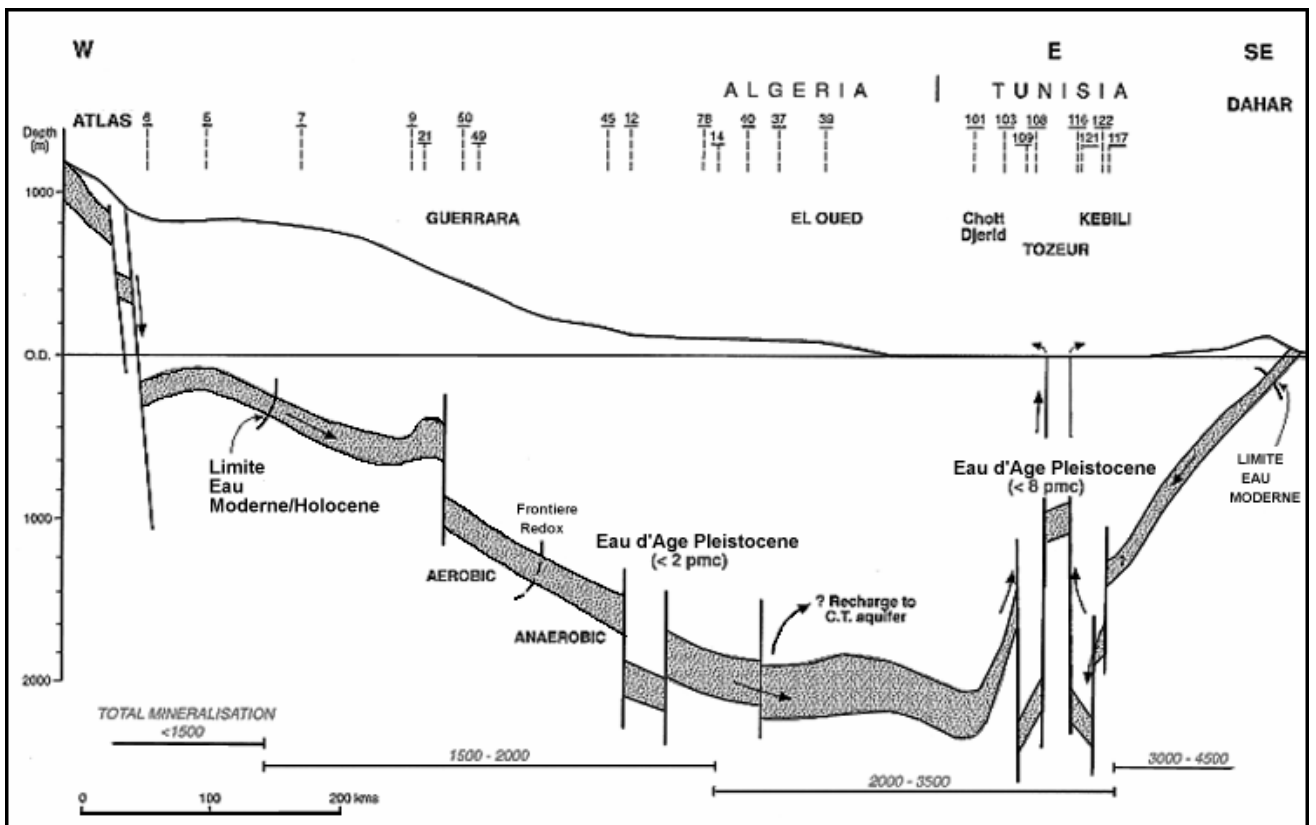 W
E
SE
ALGERIA | TUNISIA
DAHAR
ATLAS
6
5
7
9
21
50
49
45
12
78
14
40
37
39
101
103
109
108
116
121
122
117
Depth
(m)
1000
O.D.
1000
2000
GUERRARA
EL OUED
Chott
Djerid
TOZEUR
KEBILI
Limite
Eau
Moderne/Holocene
Frontiere
Redox
AEROBIC
ANAEROBIC
Eau d'Age Pleistocene
(< 2 pmc)
? Recharge to
C.T. aquifer
Eau d'Age Pleistocene
(< 8 pmc)
LIMITE
EAU
MODERNE
?
TOTAL MINERALISATION
<1500
1500 - 2000
2000 - 3500
3000 - 4500
0 100 200 kms